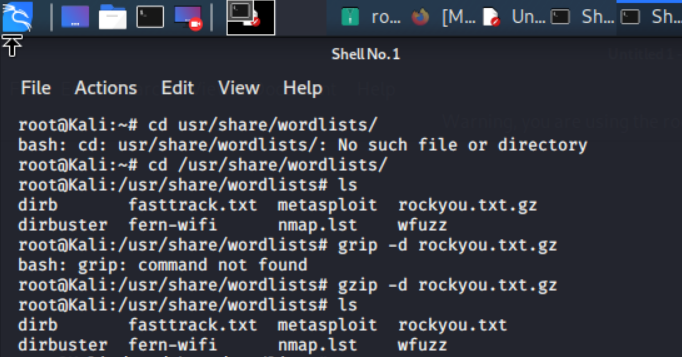 ro... [M... Un... Sh... Sh...
Shell No. 1
File Actions Edit View Help
root@Kali:~# cd usr/share/wordlists/
bash: cd: usr/share/wordlists/: No such file or directory
root@Kali:~# cd /usr/share/wordlists/
root@Kali:/usr/share/wordlists# ls
dirb fasttrack.txt metasploit rockyou.txt.gz
dirbuster fern-wifi nmap.lst wfuzz
root@Kali:/usr/share/wordlists# grip -d rockyou.txt.gz
bash: grip: command not found
root@Kali:/usr/share/wordlists# gzip -d rockyou.txt.gz
root@Kali:/usr/share/wordlists# ls
dirb fasttrack.txt metasploit rockyou.txt
dirbuster fern-wifi nmap.lst wfuzz